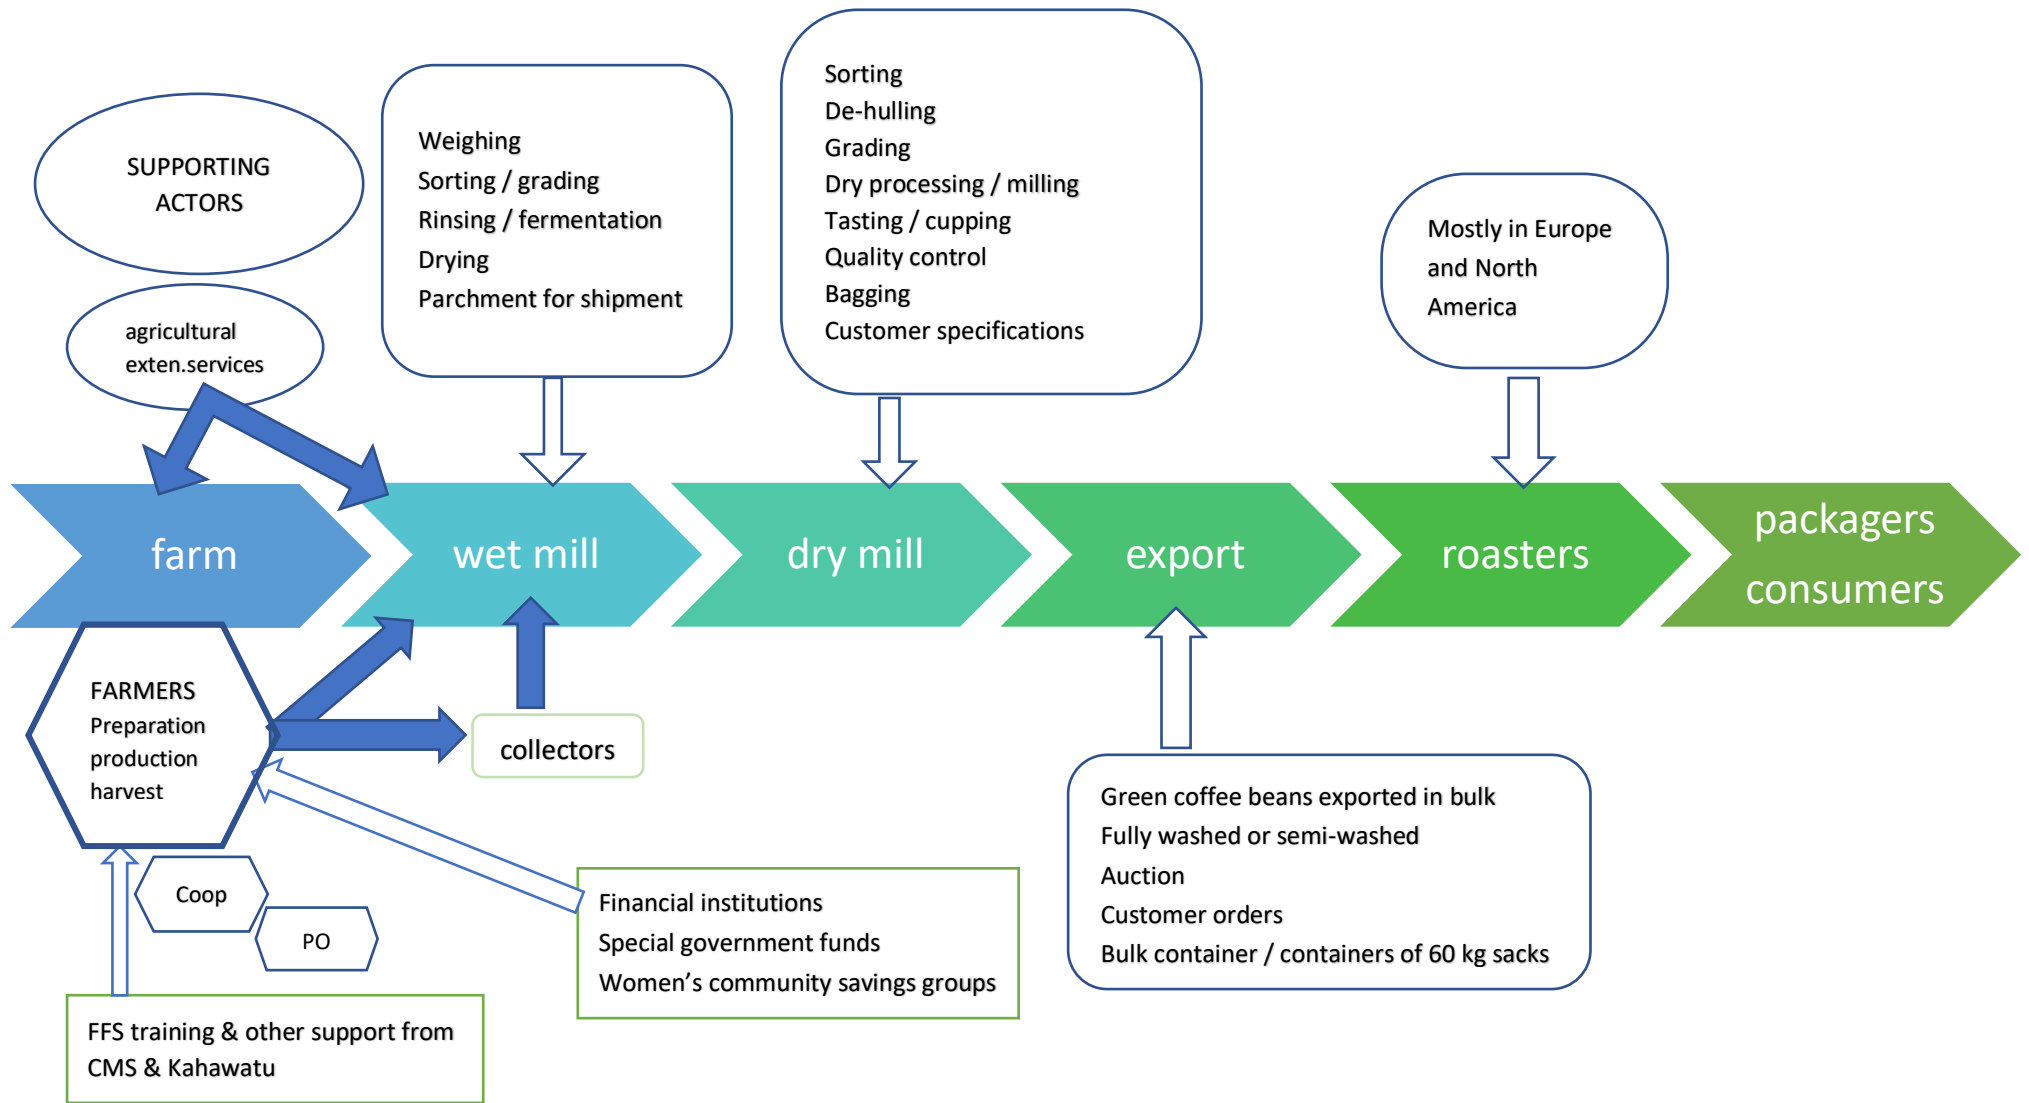 SUPPORTING
ACTORS
agricultural
exten.services
Weighing
Sorting / grading
Rinsing / fermentation
Drying
Parchment for shipment
Sorting
De-hulling
Grading
Dry processing / milling
Tasting / cupping
Quality control
Bagging
Customer specifications
Mostly in Europe
and North
America
farm
wet mill
dry mill
export
roasters
packagers
consumers
FARMERS
Preparation
production
harvest
collectors
Coop
PO
FFS training & other support from
CMS & Kahawatu
Financial institutions
Special government funds
Women’s community savings groups
Green coffee beans exported in bulk
Fully washed or semi-washed
Auction
Customer orders
Bulk container / containers of 60 kg sacks